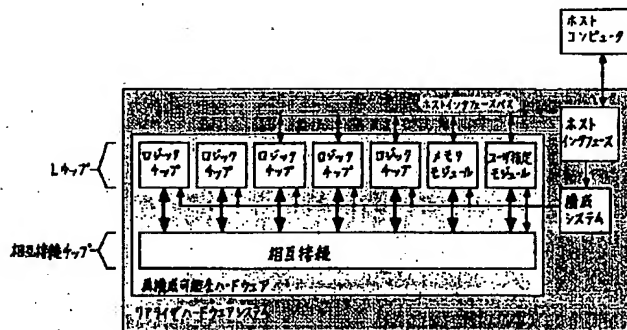 ホスト
コンピュータ
ホストインタフェースバス
ホスト
インタフェース
Lチップ
ロジック
チップ
ロジック
チップ
ロジック
チップ
ロジック
チップ
ロジック
チップ
メモリ
モジュール
ユーザ指定
モジュール
構成
システム
相互接続チップ
相互接続
再構成可能なハードウェア
リアライザハードウェアシステム